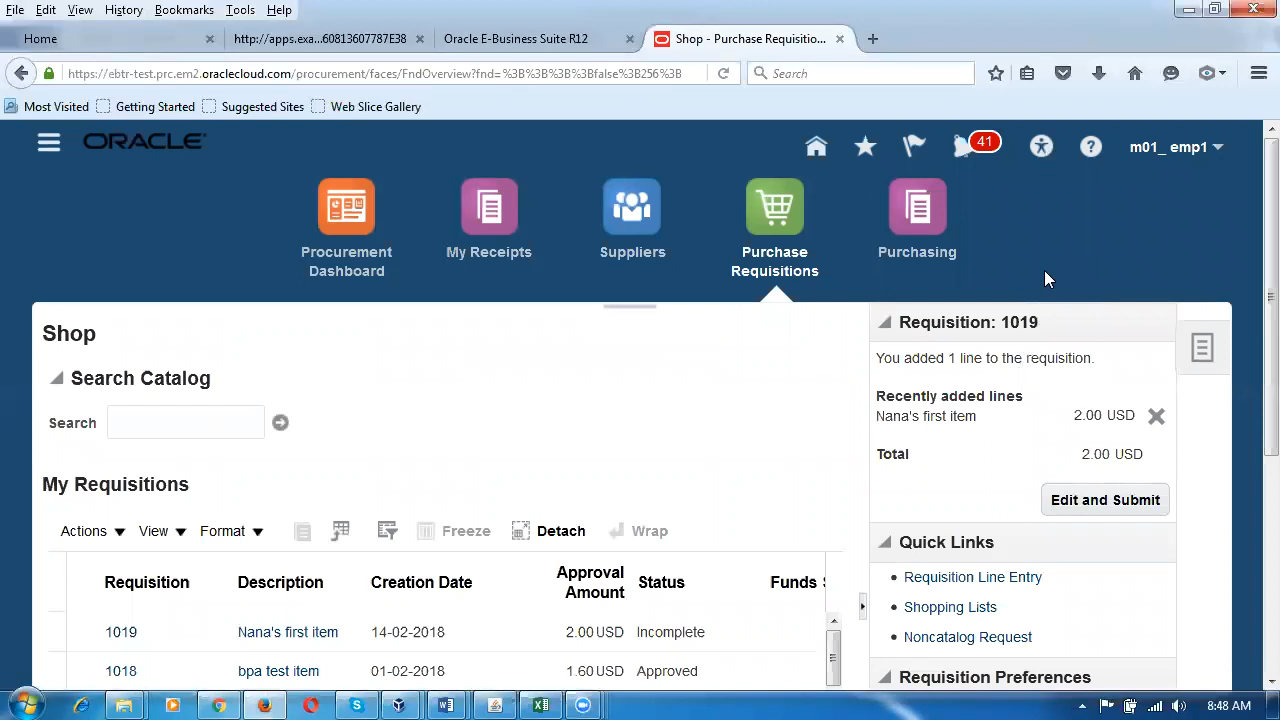 File Edit View History Bookmarks Tools Help
Home
http://apps.exa...60813607787E3B
Oracle E-Business Suite R12
Shop - Purchase Requisitio...
https://ebtr-test.prc.em2.oraclecloud.com/procurement/faces/FndOverview?fnd=%3B%3B%3B%3Bfalse%3B256%3B
Search
Most Visited Getting Started Suggested Sites Web Slice Gallery
ORACLE
41
m01_ emp1
Procurement Dashboard
My Receipts
Suppliers
Purchase Requisitions
Purchasing
Shop
Search Catalog
Search
My Requisitions
Actions View Format Freeze Detach Wrap
Requisition Description Creation Date Approval Amount Status Funds S
1019 Nana's first item 14-02-2018 2.00 USD Incomplete
1018 bpa test item 01-02-2018 1.60 USD Approved
Requisition: 1019
You added 1 line to the requisition.
Recently added lines
Nana's first item 2.00 USD
Total 2.00 USD
Edit and Submit
Quick Links
Requisition Line Entry
Shopping Lists
Noncatalog Request
Requisition Preferences
8:48 AM